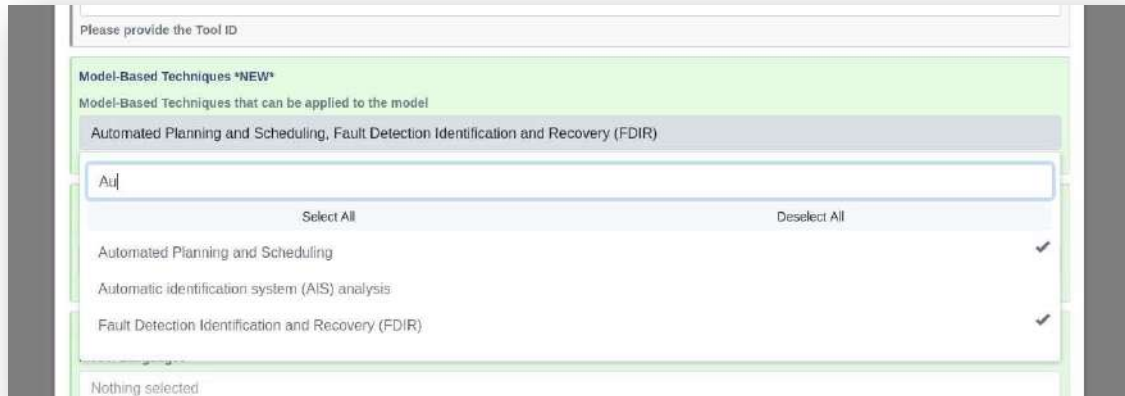 Please provide the Tool ID
Model-Based Techniques *NEW*
Model-Based Techniques that can be applied to the model
Automated Planning and Scheduling, Fault Detection Identification and Recovery (FDIR)
Au
Select All Deselect All
Automated Planning and Scheduling
Automatic identification system (AIS) analysis
Fault Detection Identification and Recovery (FDIR)
Nothing selected